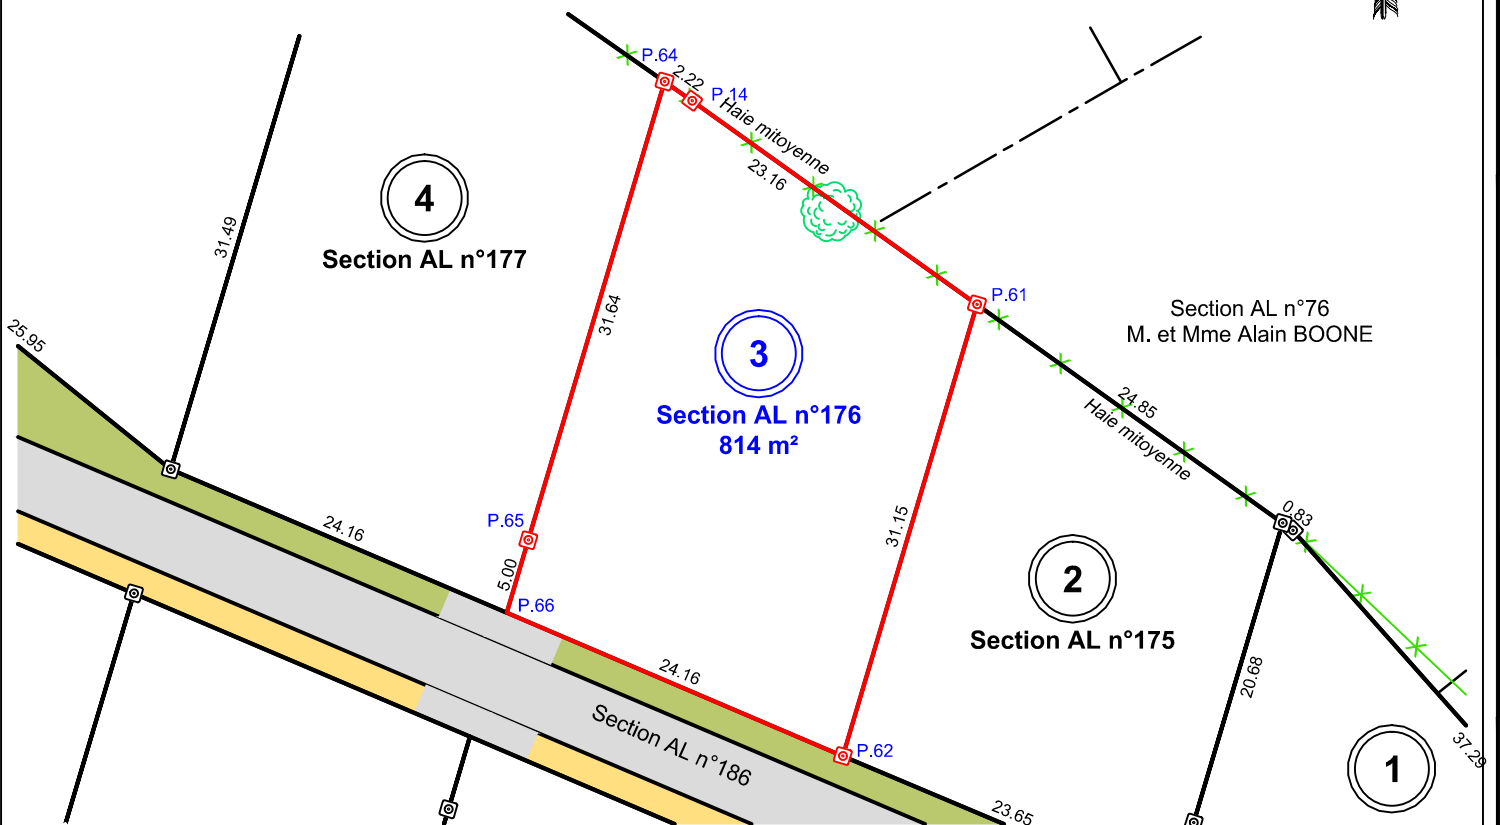 P.64
2.22
P.14
Haie mitoyenne
23.16
4
Section AL n°177
31.49
31.64
25.95
3
Section AL n°176
814 m²
P.61
Section AL n°76
M. et Mme Alain BOONE
24.85
Haie mitoyenne
0.83
31.15
24.16
P.65
5.00
P.66
2
Section AL n°175
24.16
20.68
Section AL n°186
P.62
1
37.29
23.65